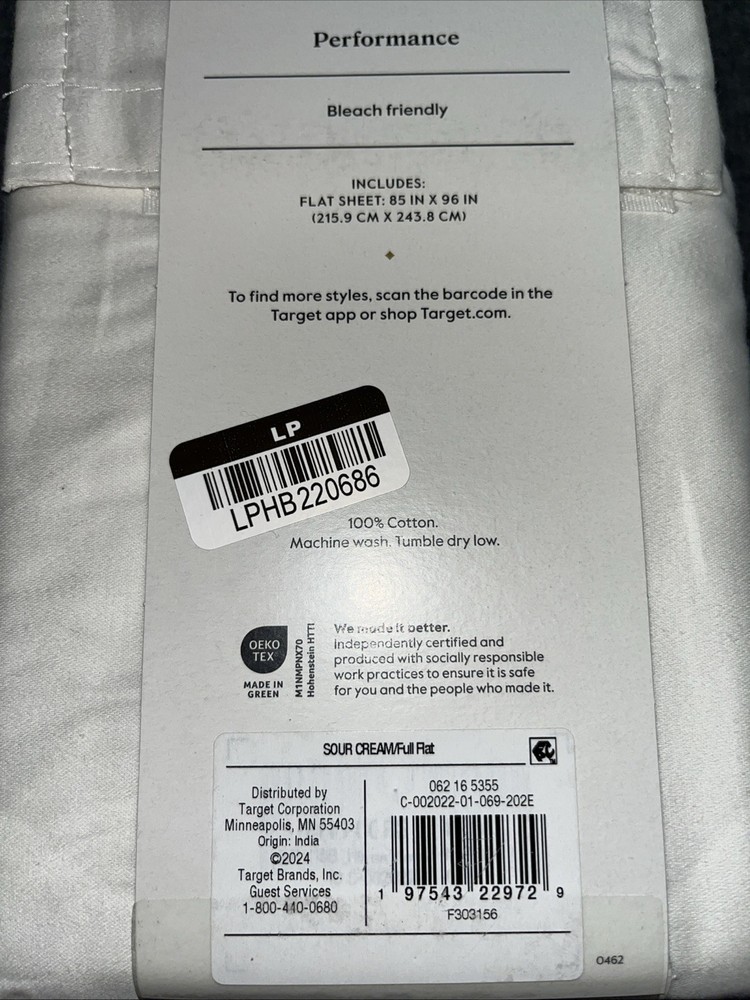 Performance
Bleach friendly
INCLUDES:
FLAT SHEET: 85 IN X 96 IN
(215.9 CM X 243.8 CM)
To find more styles, scan the barcode in the
Target app or shop Target.com.
LP
LPHB220686
100% Cotton.
Machine wash. Tumble dry low.
OEKO
TEX
MADE IN
GREEN
M1NMPNX70
Hohenstein HTTI
We made it better.
Independently certified and
produced with socially responsible
work practices to ensure it is safe
for you and the people who made it.
SOUR CREAM/Full Flat
Distributed by
Target Corporation
Minneapolis, MN 55403
Origin: India
©2024
Target Brands, Inc.
Guest Services
1-800-440-0680
062 16 5355
C-002022-01-069-202E
1 97543 22972 9
F303156
0462